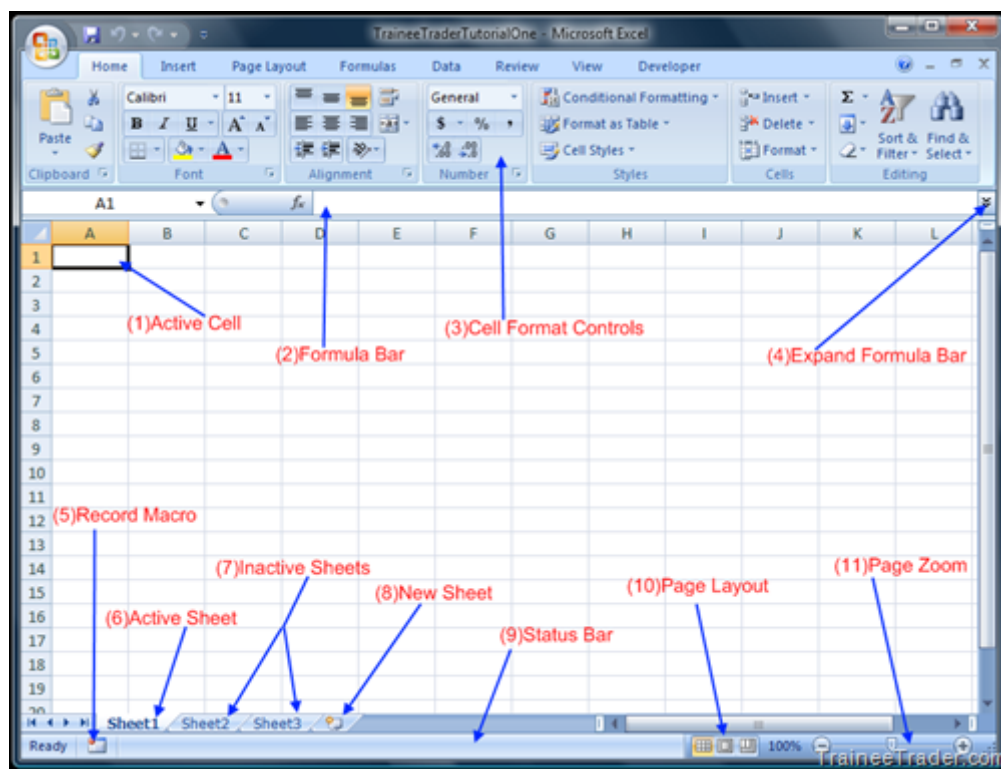 TraineeTraderTutorialOne - Microsoft Excel
Home Insert Page Layout Formulas Data Review View Developer
Calibri 11 General Conditional Formatting Insert Σ
Paste B I U A A $ % , Format as Table Delete Sort & Find &
A Cell Styles Format Filter Select
Clipboard Font Alignment Number Styles Cells Editing
A1 fx
A B C D E F G H I J K L
1
2
3
4 (1)Active Cell (3)Cell Format Controls
5 (2)Formula Bar (4)Expand Formula Bar
6
7
8
9
10
11
12 (5)Record Macro
13
14 (7)Inactive Sheets (11)Page Zoom
15 (8)New Sheet (10)Page Layout
16 (6)Active Sheet
17 (9)Status Bar
18
19
20
Sheet1 Sheet2 Sheet3
Ready 100%
TraineeTrader.com